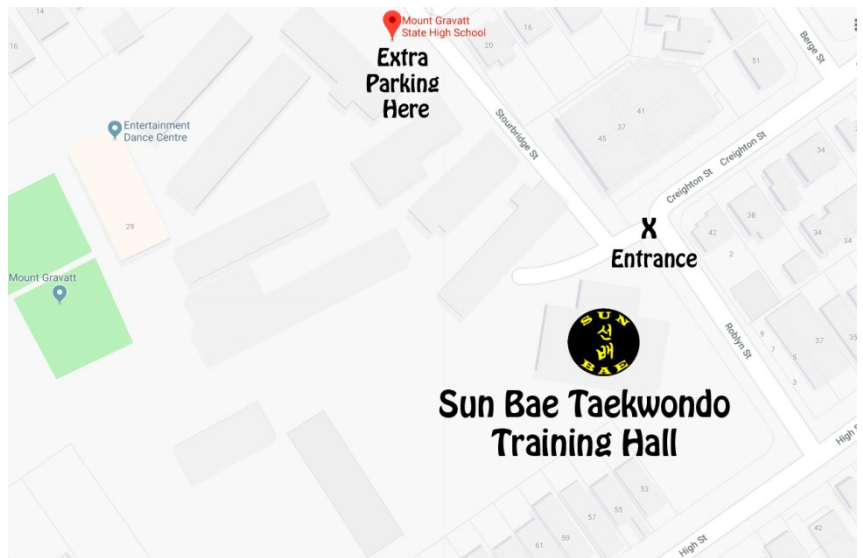 14
16
Mount Gravatt
State High School
Extra
Parking
Here
20
16
Berge St
51
Stourbridge St
41
37
45
Entertainment
Dance Centre
29
Creighton St
Creighton St
34
38
42
34
34
2
X
Entrance
Mount Gravatt
SUN
선
배
BAE
Roblyn St
9
7
5
3
37
35
Sun Bae Taekwondo
Training Hall
High St
53
55
57
59
61
42
High St